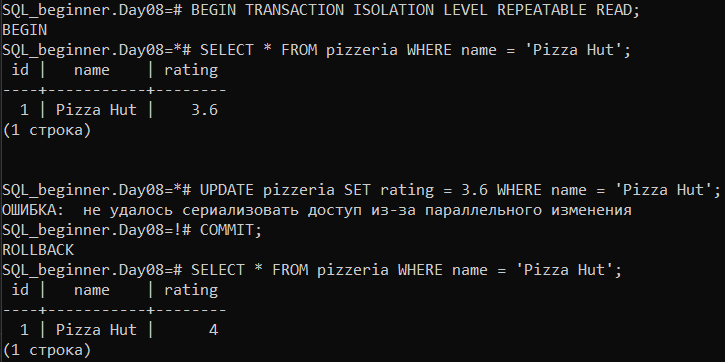 SQL_beginner.Day08=# BEGIN TRANSACTION ISOLATION LEVEL REPEATABLE READ;
BEGIN
SQL_beginner.Day08=*# SELECT * FROM pizzeria WHERE name = 'Pizza Hut';
 id |   name    | rating
----+-----------+--------
  1 | Pizza Hut |    3.6
(1 строка)
SQL_beginner.Day08=*# UPDATE pizzeria SET rating = 3.6 WHERE name = 'Pizza Hut';
ОШИБКА:  не удалось сериализовать доступ из-за параллельного изменения
SQL_beginner.Day08=!# COMMIT;
ROLLBACK
SQL_beginner.Day08=# SELECT * FROM pizzeria WHERE name = 'Pizza Hut';
 id |   name    | rating
----+-----------+--------
  1 | Pizza Hut |      4
(1 строка)